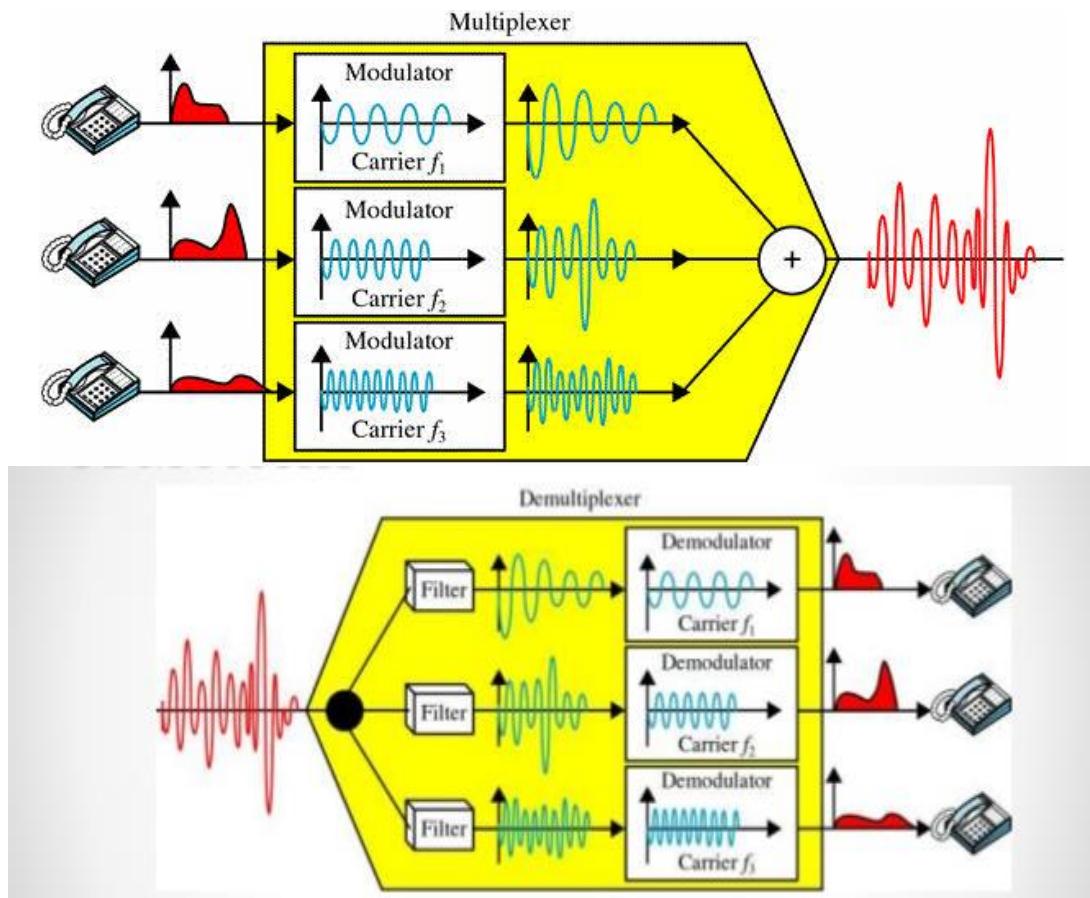 Multiplexer
Modulator
Carrier f1
Modulator
Carrier f2
Modulator
Carrier f3
+
Demultiplexer
Filter
Demodulator
Carrier f1
Filter
Demodulator
Carrier f2
Filter
Demodulator
Carrier f3